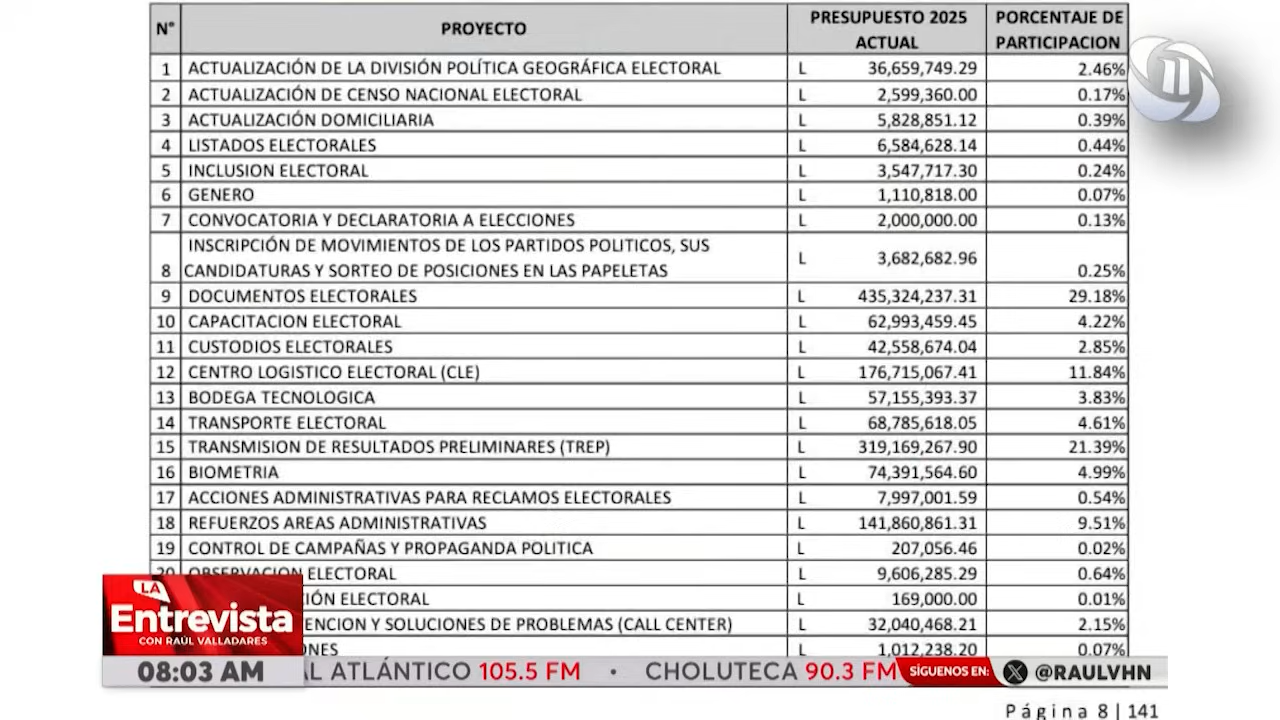 N° PROYECTO PRESUPUESTO 2025 ACTUAL PORCENTAJE DE PARTICIPACION
1 ACTUALIZACIÓN DE LA DIVISIÓN POLÍTICA GEOGRÁFICA ELECTORAL L 36,659,749.29 2.46%
2 ACTUALIZACIÓN DE CENSO NACIONAL ELECTORAL L 2,599,360.00 0.17%
3 ACTUALIZACIÓN DOMICILIARIA L 5,828,851.12 0.39%
4 LISTADOS ELECTORALES L 6,584,628.14 0.44%
5 INCLUSION ELECTORAL L 3,547,717.30 0.24%
6 GENERO L 1,110,818.00 0.07%
7 CONVOCATORIA Y DECLARATORIA A ELECCIONES L 2,000,000.00 0.13%
INSCRIPCIÓN DE MOVIMIENTOS DE LOS PARTIDOS POLITICOS, SUS
8 CANDIDATURAS Y SORTEO DE POSICIONES EN LAS PAPELETAS L 3,682,682.96 0.25%
9 DOCUMENTOS ELECTORALES L 435,324,237.31 29.18%
10 CAPACITACION ELECTORAL L 62,993,459.45 4.22%
11 CUSTODIOS ELECTORALES L 42,558,674.04 2.85%
12 CENTRO LOGISTICO ELECTORAL (CLE) L 176,715,067.41 11.84%
13 BODEGA TECNOLOGICA L 57,155,393.37 3.83%
14 TRANSPORTE ELECTORAL L 68,785,618.05 4.61%
15 TRANSMISION DE RESULTADOS PRELIMINARES (TREP) L 319,169,267.90 21.39%
16 BIOMETRIA L 74,391,564.60 4.99%
17 ACCIONES ADMINISTRATIVAS PARA RECLAMOS ELECTORALES L 7,997,001.59 0.54%
18 REFUERZOS AREAS ADMINISTRATIVAS L 141,860,861.31 9.51%
19 CONTROL DE CAMPAÑAS Y PROPAGANDA POLITICA L 207,056.46 0.02%
20 OBSERVACION ELECTORAL L 9,606,285.29 0.64%
IÓN ELECTORAL L 169,000.00 0.01%
ENCION Y SOLUCIONES DE PROBLEMAS (CALL CENTER) L 32,040,468.21 2.15%
ONES L 1,012,238.20 0.07%
LA
Entrevista
CON RAÚL VALLADARES
08:03 AM AL ATLÁNTICO 105.5 FM • CHOLUTECA 90.3 FM SÍGUENOS EN: X @RAULVHN
Página 8 | 141
11